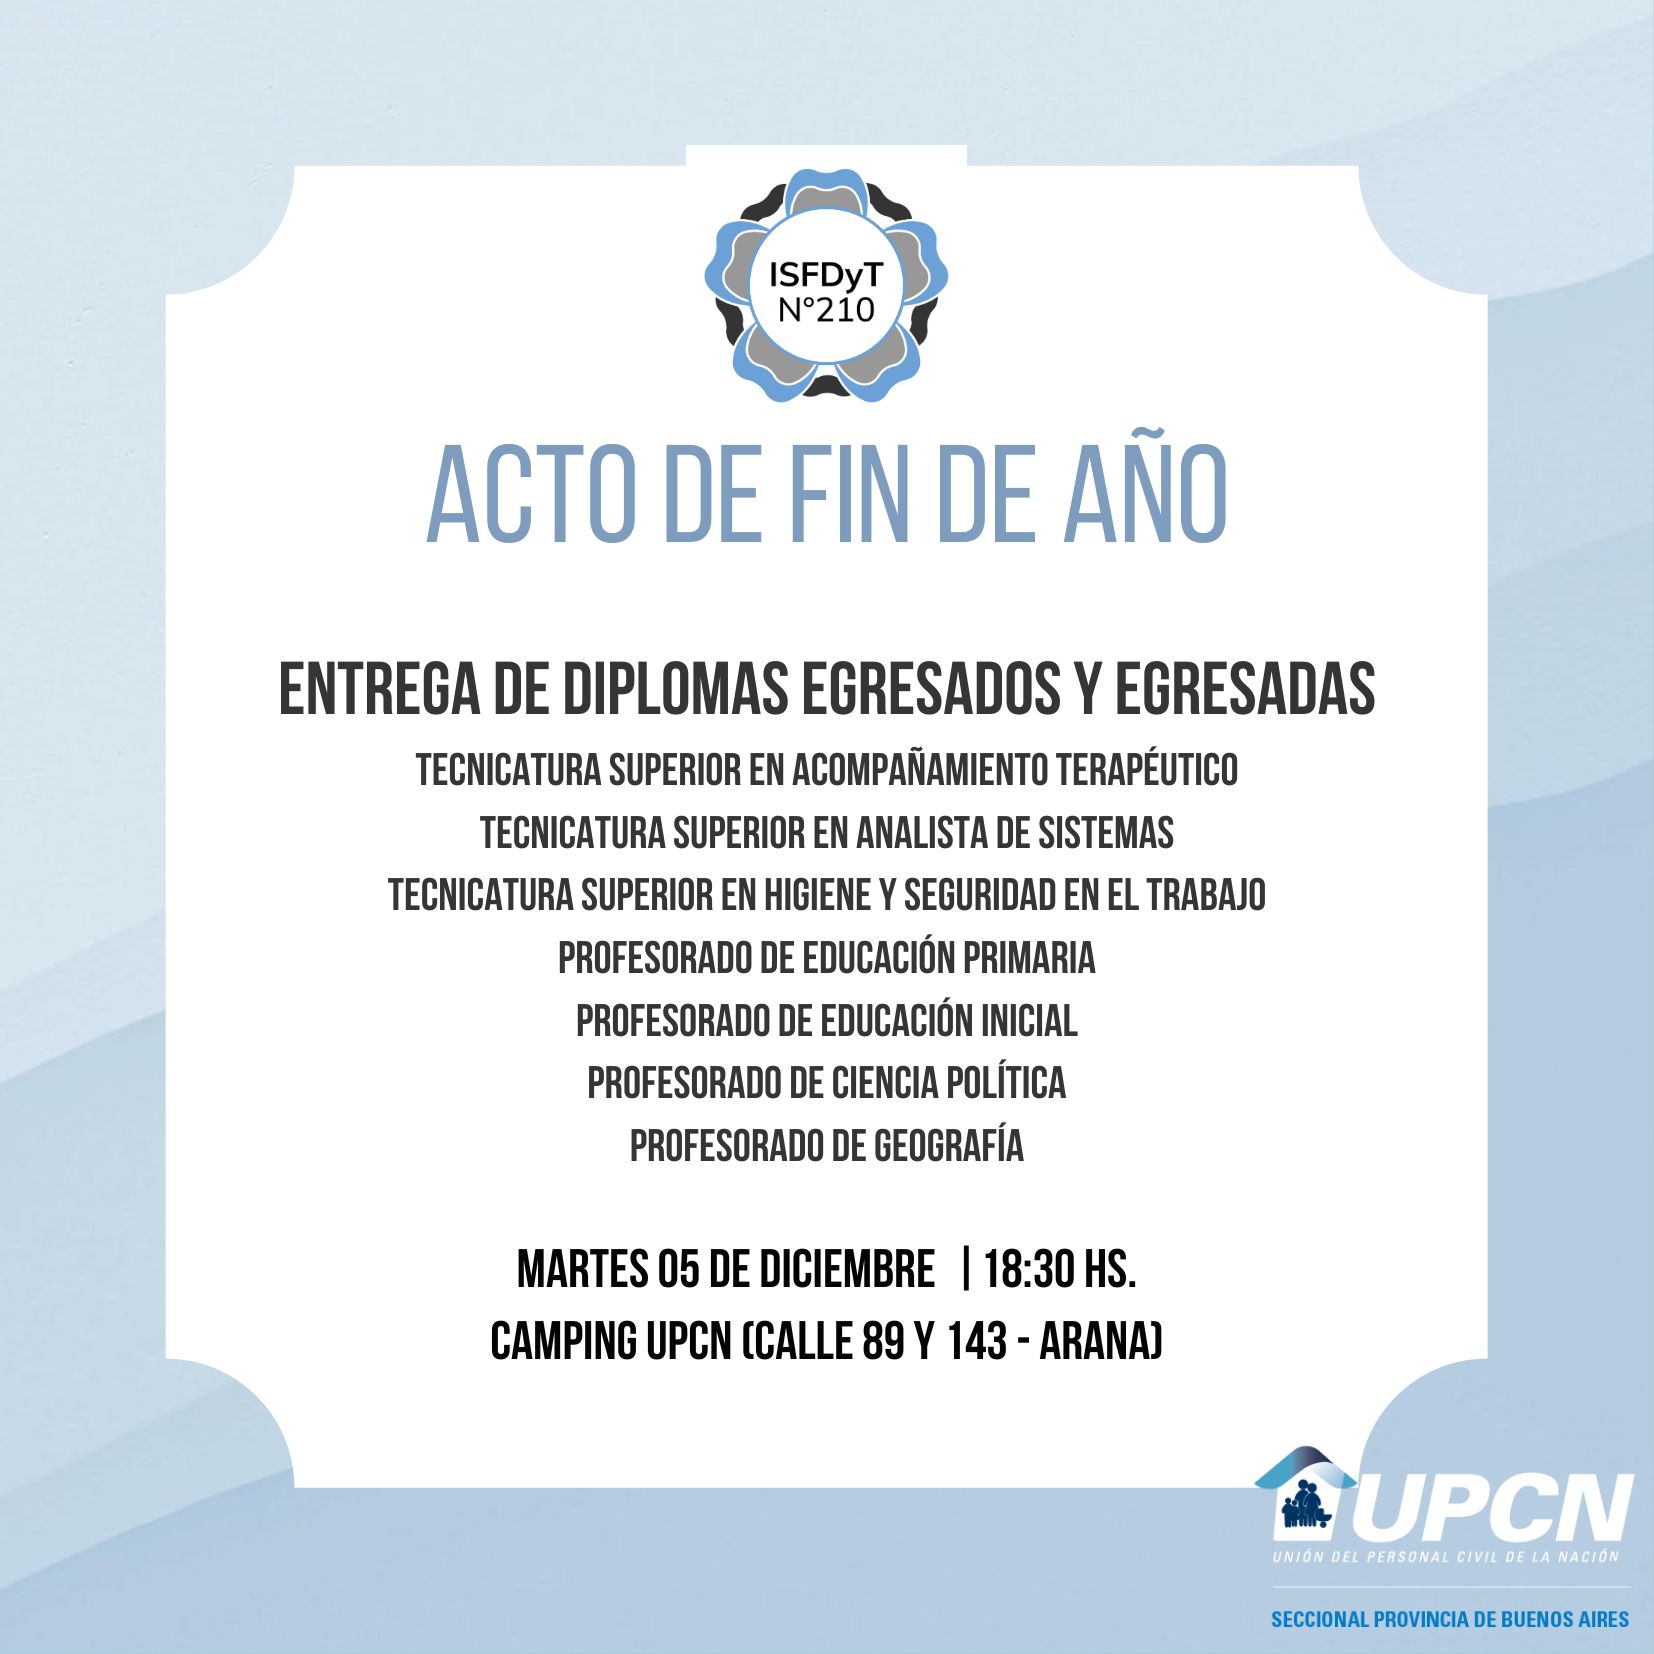 ISFDyT
N°210
ACTO DE FIN DE AÑO
ENTREGA DE DIPLOMAS EGRESADOS Y EGRESADAS
TECNICATURA SUPERIOR EN ACOMPAÑAMIENTO TERAPÉUTICO
TECNICATURA SUPERIOR EN ANALISTA DE SISTEMAS
TECNICATURA SUPERIOR EN HIGIENE Y SEGURIDAD EN EL TRABAJO
PROFESORADO DE EDUCACIÓN PRIMARIA
PROFESORADO DE EDUCACIÓN INICIAL
PROFESORADO DE CIENCIA POLÍTICA
PROFESORADO DE GEOGRAFÍA
MARTES 05 DE DICIEMBRE | 18:30 HS.
CAMPING UPCN (CALLE 89 Y 143 - ARANA)
UPCN
UNIÓN DEL PERSONAL CIVIL DE LA NACIÓN
SECCIONAL PROVINCIA DE BUENOS AIRES